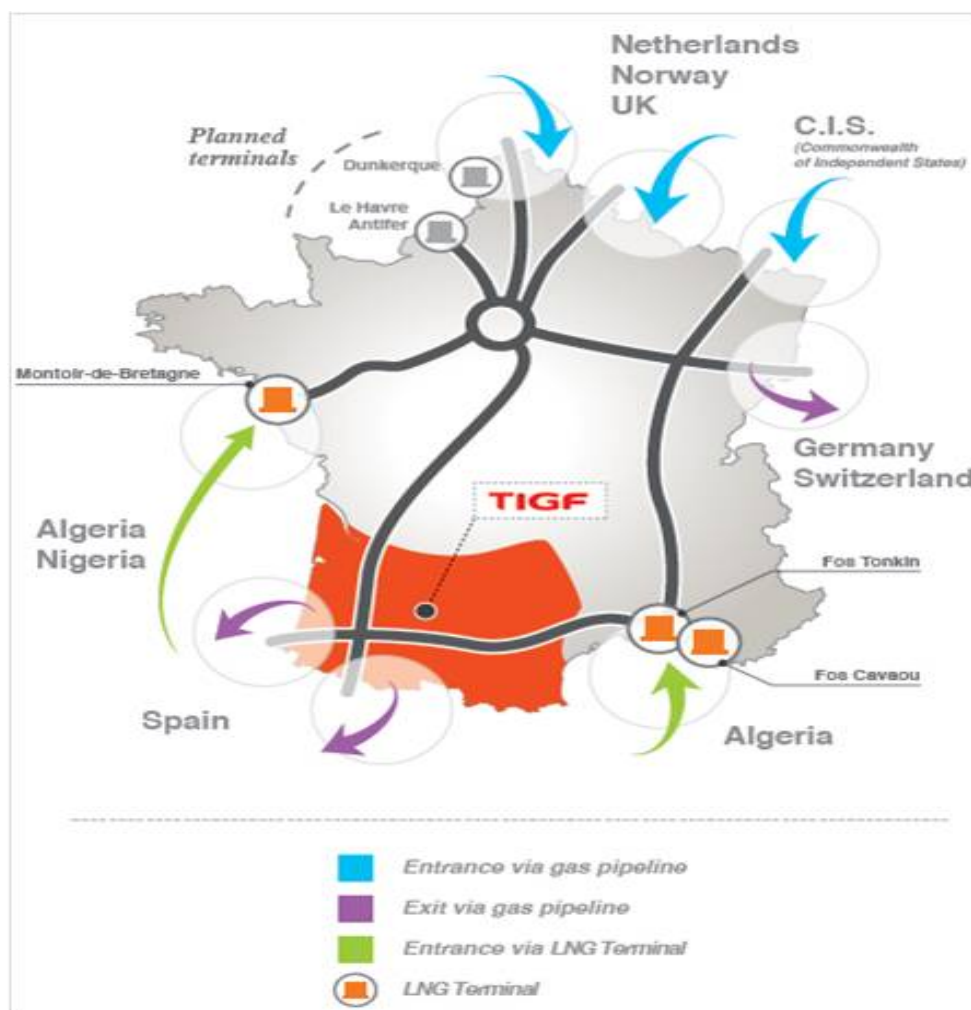 Netherlands
Norway
UK
C.I.S.
(Commonwealth
of Independent States)
Planned
terminals
Dunkerque
Le Havre
Antifer
Montoir-de-Bretagne
Germany
Switzerland
TIGF
Algeria
Nigeria
Fos Tonkin
Fos Cavaou
Spain
Algeria
Entrance via gas pipeline
Exit via gas pipeline
Entrance via LNG Terminal
LNG Terminal